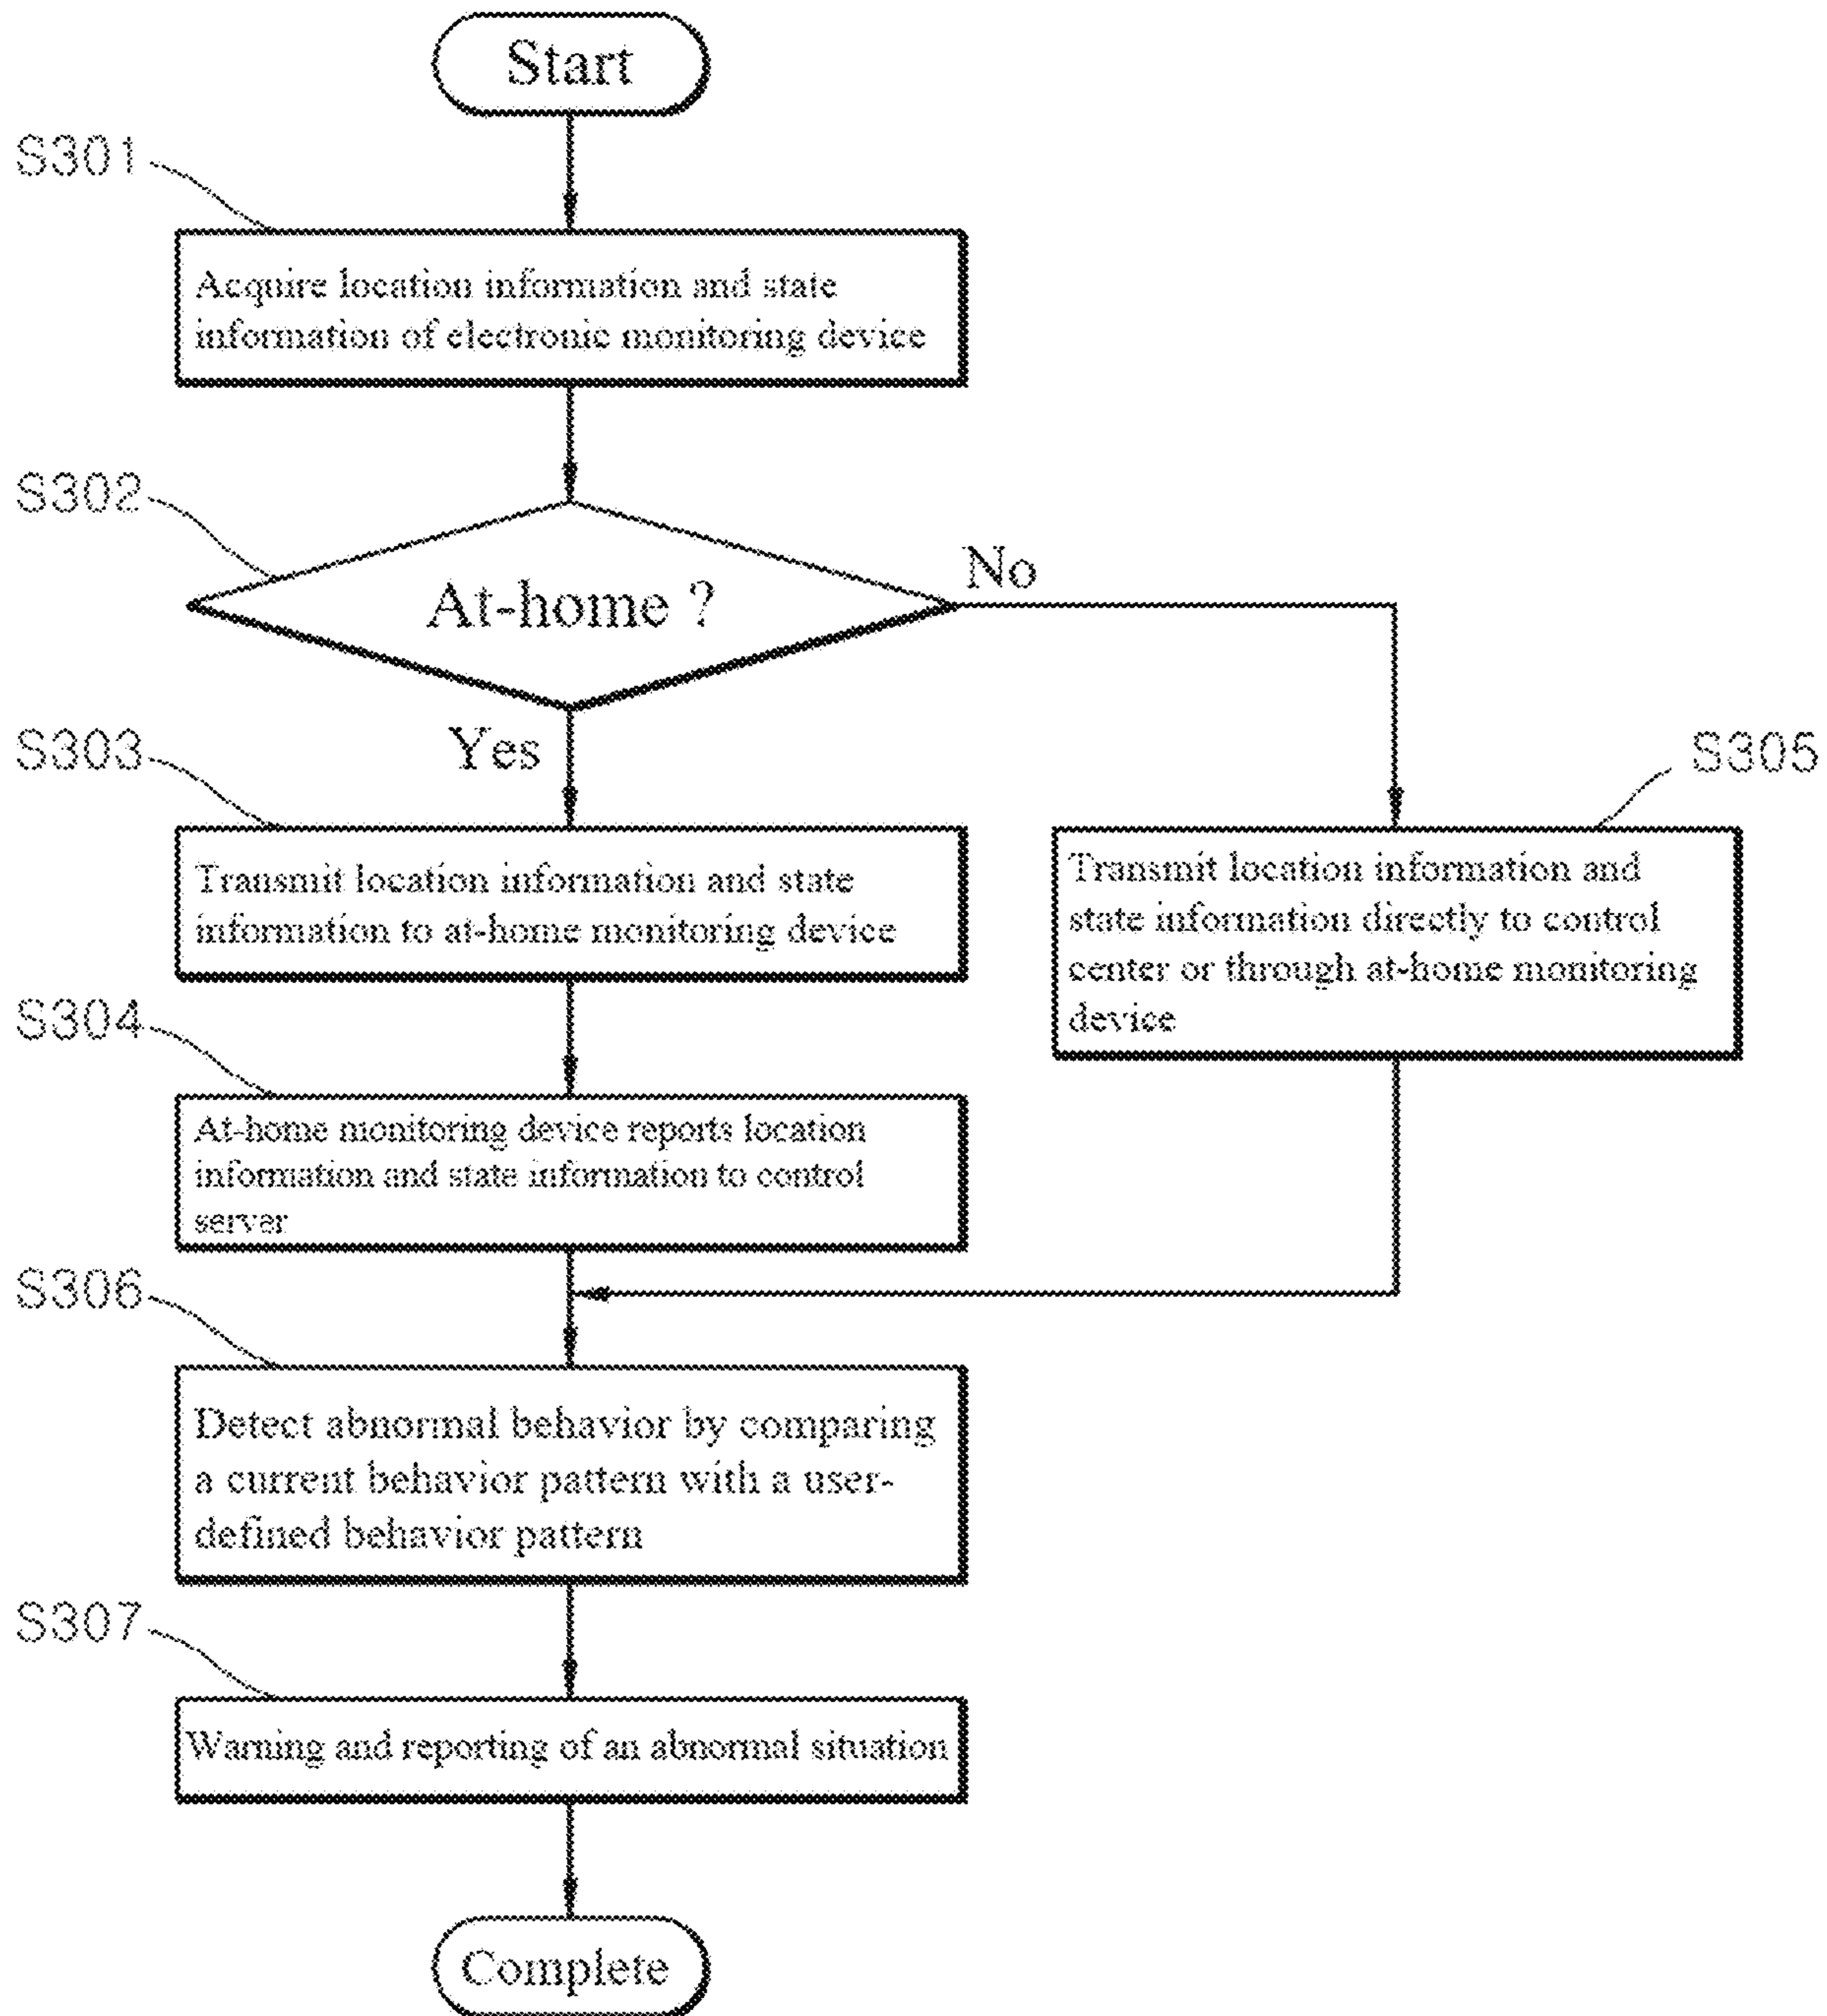 Start
S301
Acquire location information and state
information of electronic monitoring device
S302
At-home ?
No
Yes
S303
Transmit location information and state
information to at-home monitoring device
S305
Transmit location information and
state information directly to control
center or through at-home monitoring
device
S304
At-home monitoring device reports location
information and state information to control
server
S306
Detect abnormal behavior by comparing
a current behavior pattern with a user-
defined behavior pattern
S307
Warning and reporting of an abnormal situation
Complete